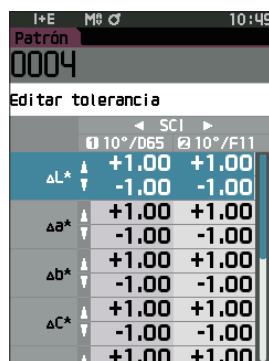 I+E M 10:49
Patrón
0004
Editar tolerancia
◄ SCI ►
1 10°/D65 2 10°/F11
ΔL* +1.00 +1.00
-1.00 -1.00
Δa* +1.00 +1.00
-1.00 -1.00
Δb* +1.00 +1.00
-1.00 -1.00
ΔC* +1.00 +1.00
-1.00 -1.00
+1.00 +1.00